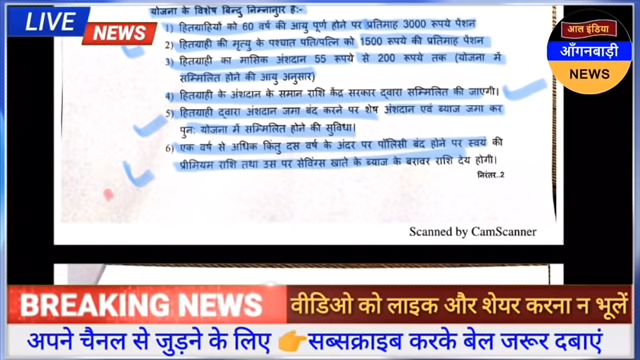 LIVE NEWS
आल इंडिया
ऑंगनबाड़ी
NEWS
योजना के विशेष बिन्दु निम्नानुर हैः-
1) हितग्राहियों को 60 वर्ष की आयु पूर्ण होने पर प्रतिमाह 3000 रूपये पैशन
2) हितग्राही की मृत्यु के पश्चात पति/पत्नि को 1500 रूपये की प्रतिमाह पैशन
3) हितग्राही का मासिक अंशदान 55 रूपये से 200 रूपये तक (योजना में
सम्मिलित होने की आयु अनुसार)
4) हितग्राही के अंशदान के समान राशि केंद्र सरकार द्वारा सम्मिलित की जाएगी।
5) हितग्राही द्वारा अंशदान जमा बंद करने पर शेष अंशदान एवं ब्याज जमा कर
पुनः योजना में सम्मिलित होने की सुविधा।
6) एक वर्ष से अधिक किंतु दस वर्ष के अंदर पर पॉलिसी बंद होने पर स्वयं की
प्रीमियम राशि तथा उस पर सेविंग्स खाते के ब्याज के बरावर राशि देय होगी।
निरंतर..2
Scanned by CamScanner
BREAKING NEWS वीडिओ को लाइक और शेयर करना न भूलें
अपने चैनल से जुड़ने के लिए 👉सब्सक्राइब करके बेल जरूर दबाएं